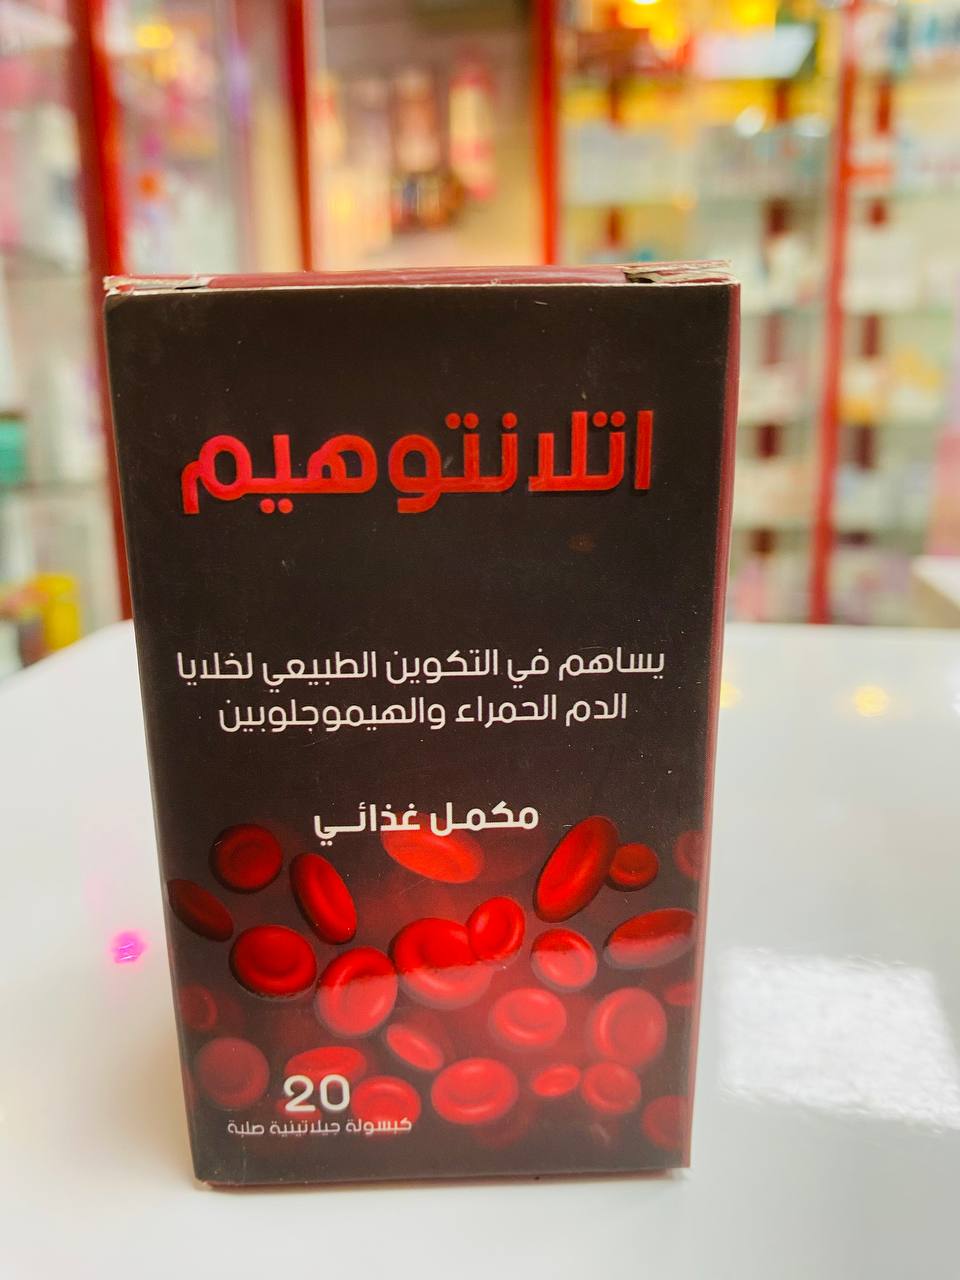 اتلانتوهيم
يساهم في التكوين الطبيعي لخلايا
الدم الحمراء والهيموجلوبين
مكمل غذائي
20
كبسولة جيلاتينية صلبة